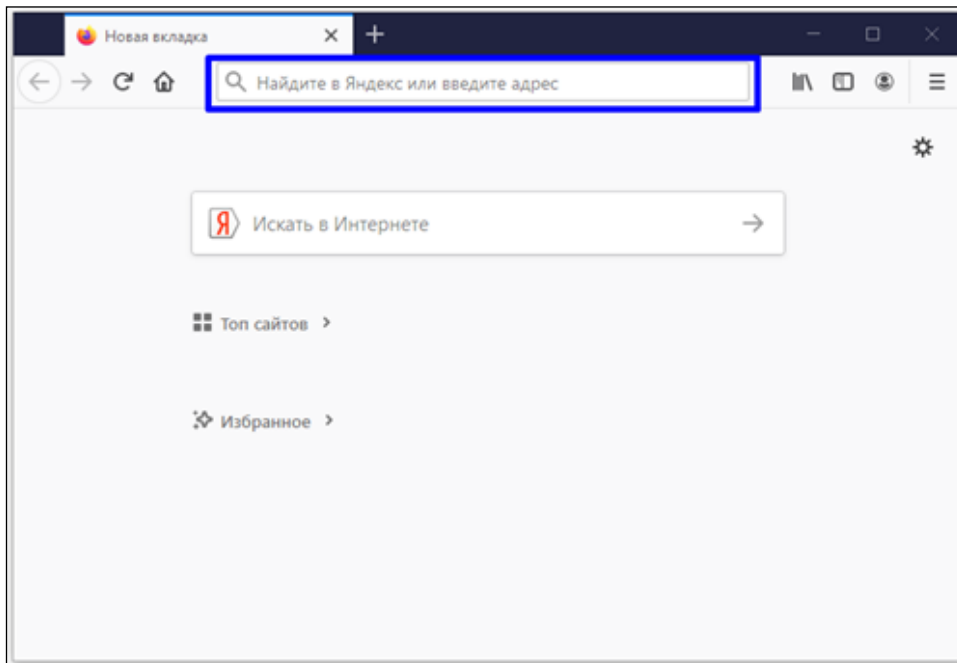 Новая вкладка
Найдите в Яндекс или введите адрес
Я Искать в Интернете
Топ сайтов
Избранное